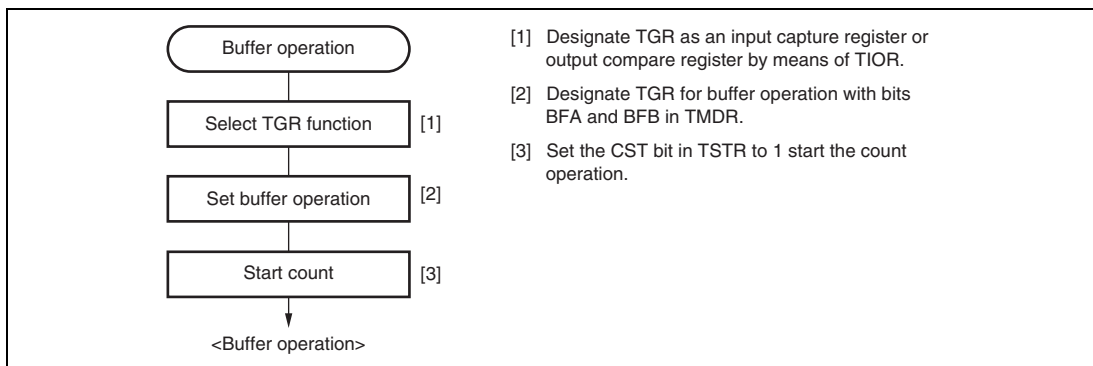 Buffer operation
Select TGR function
[1]
Set buffer operation
[2]
Start count
[3]
<Buffer operation>
[1] Designate TGR as an input capture register or
output compare register by means of TIOR.
[2] Designate TGR for buffer operation with bits
BFA and BFB in TMDR.
[3] Set the CST bit in TSTR to 1 start the count
operation.